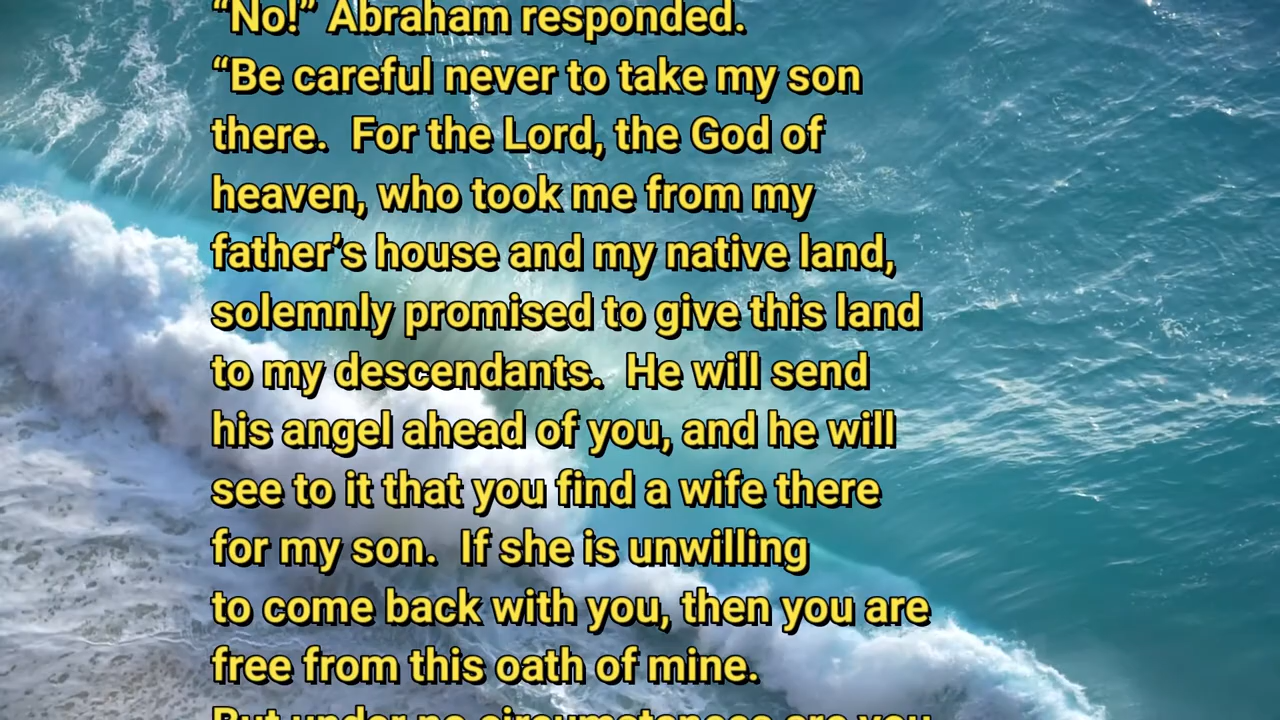 “No!” Abraham responded.
“Be careful never to take my son
there.  For the Lord, the God of
heaven, who took me from my
father’s house and my native land,
solemnly promised to give this land
to my descendants.  He will send
his angel ahead of you, and he will
see to it that you find a wife there
for my son.  If she is unwilling
to come back with you, then you are
free from this oath of mine.
But under no circumstances are you